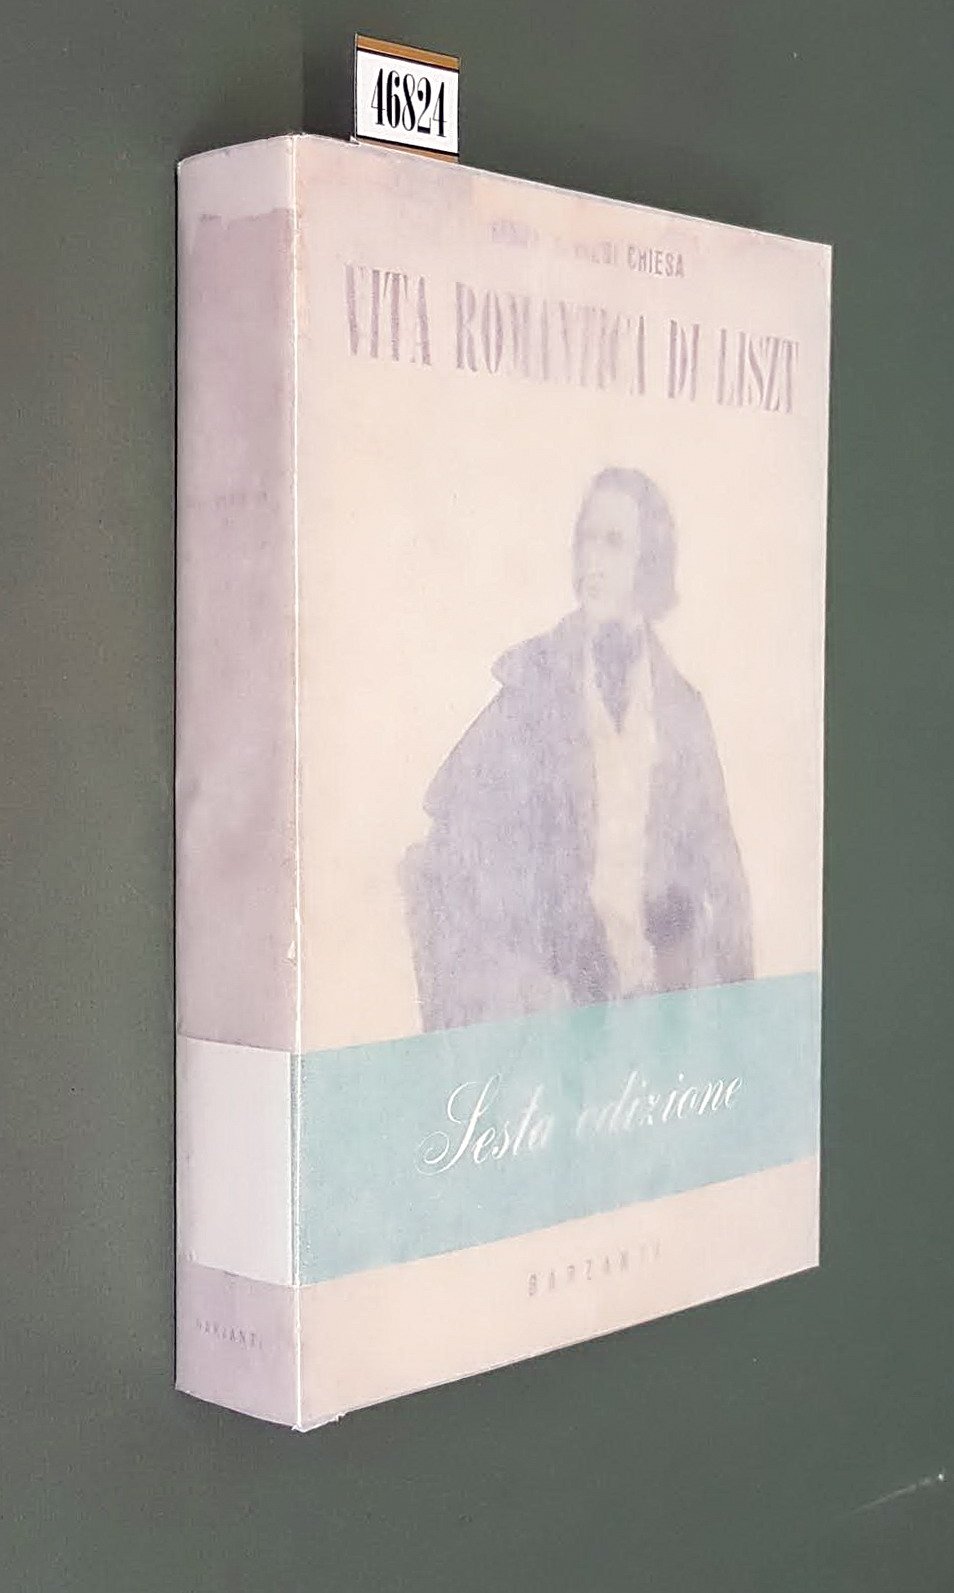 46824
CHIESA
VITA ROMANTICA DI LISZT
Sesta edizione
GARZANTI
GARZANTI